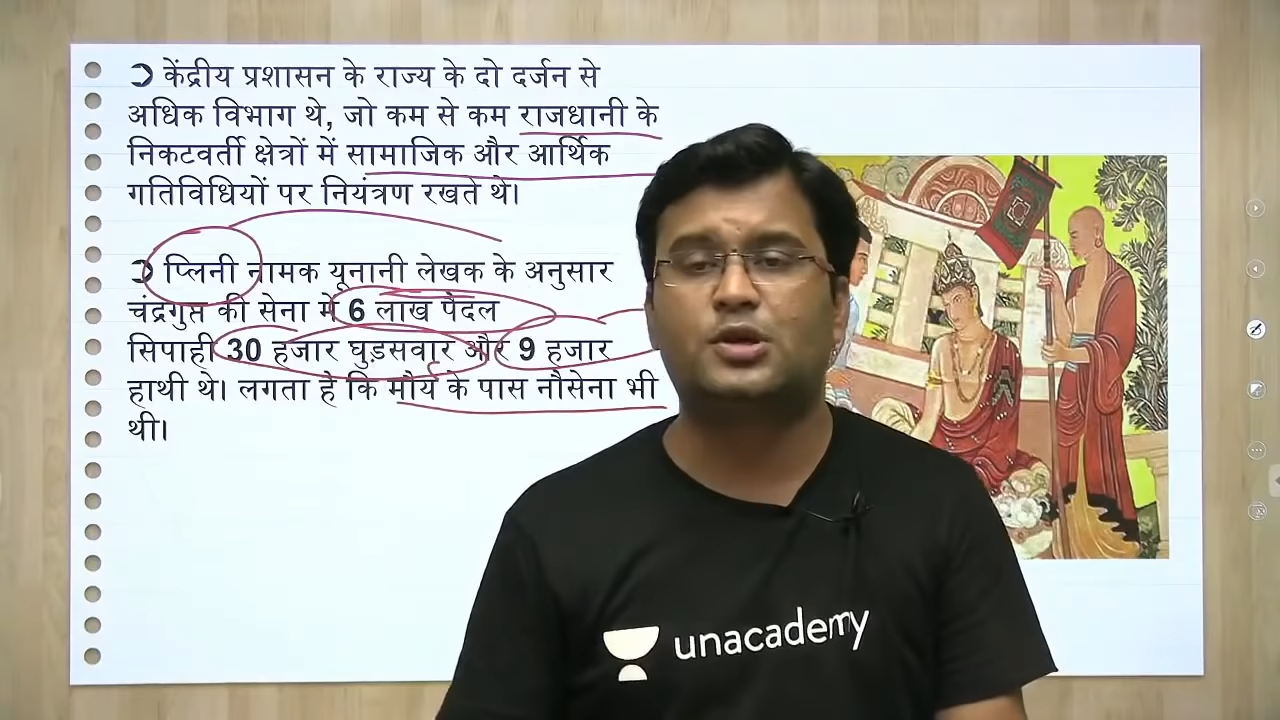 केंद्रीय प्रशासन के राज्य के दो दर्जन से
अधिक विभाग थे, जो कम से कम राजधानी के
निकटवर्ती क्षेत्रों में सामाजिक और आर्थिक
गतिविधियों पर नियंत्रण रखते थे।
प्लिनी नामक यूनानी लेखक के अनुसार
चंद्रगुप्त की सेना में 6 लाख पैदल
सिपाही 30 हजार घुड़सवार और 9 हजार
हाथी थे। लगता है कि मौर्य के पास नौसेना भी
थी।
unacademy